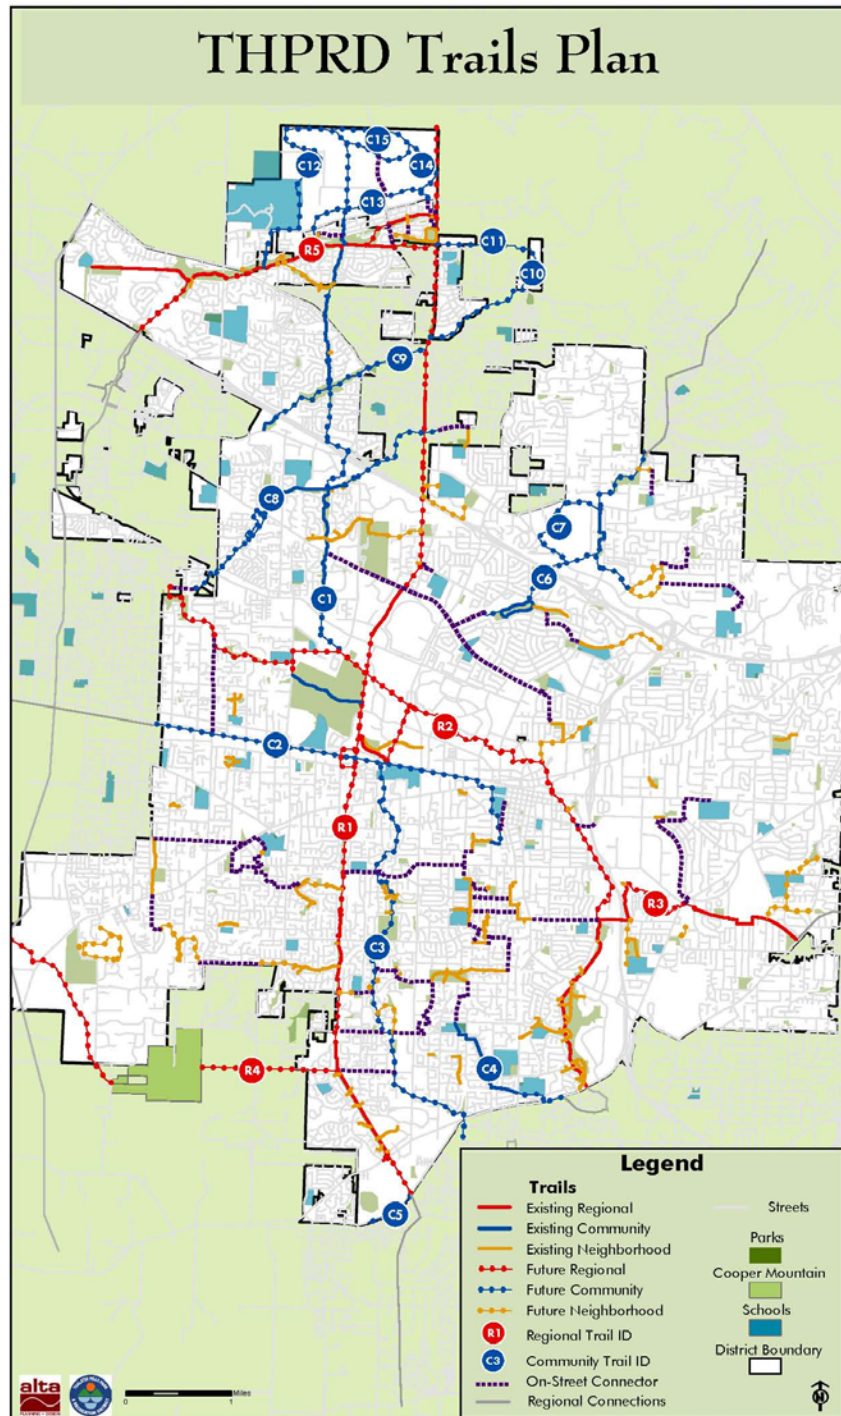 THPRD Trails Plan
C15
C12
C14
C13
C11
R5
C10
C9
C8
C7
C6
C1
R2
C2
R1
R3
C3
C4
R4
C5
Legend
Trails
Existing Regional
Existing Community
Existing Neighborhood
Future Regional
Future Community
Future Neighborhood
R1 Regional Trail ID
C3 Community Trail ID
On-Street Connector
Regional Connections
Streets
Parks
Cooper Mountain
Schools
District Boundary
alta
PLANNING + DESIGN
Miles
0 1
N